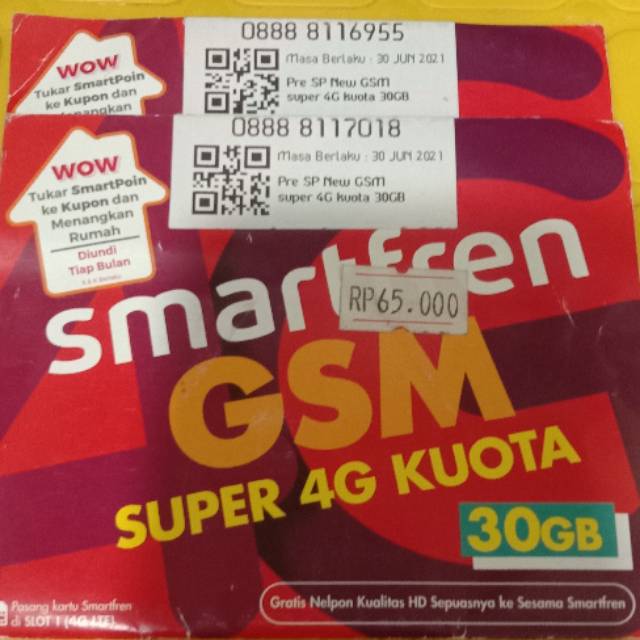 WOW
Tukar SmartPoin
ke Kupon dan
Menangkan
0888 8116955
Masa Berlaku : 30 JUN 2021
Pre SP New GSM
super 4G kuota 30GB
WOW
Tukar SmartPoin
ke Kupon dan
Menangkan
Rumah
Diundi
Tiap Bulan
0888 8117018
Masa Berlaku : 30 JUN 2021
Pre SP New GSM
super 4G kuota 30GB
smartfren
RP65.000
GSM
SUPER 4G KUOTA
30GB
Pasang kartu Smartfren
di SLOT 1 (4G LTE)
Gratis Nelpon Kualitas HD Sepuasnya ke Sesama Smartfren